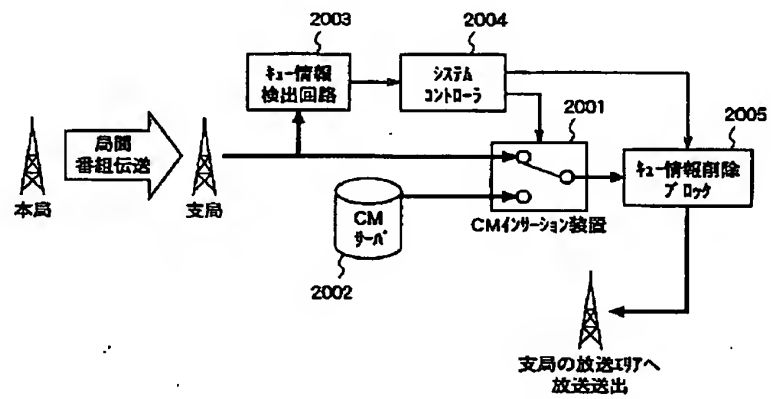 2003
2004
キュー情報
検出回路
システム
コントローラ
2001
2005
局間
番組伝送
本局
支局
CM
サーバ
2002
CMインサーション装置
キュー情報削除
ブロック
支局の放送エリアへ
放送送出